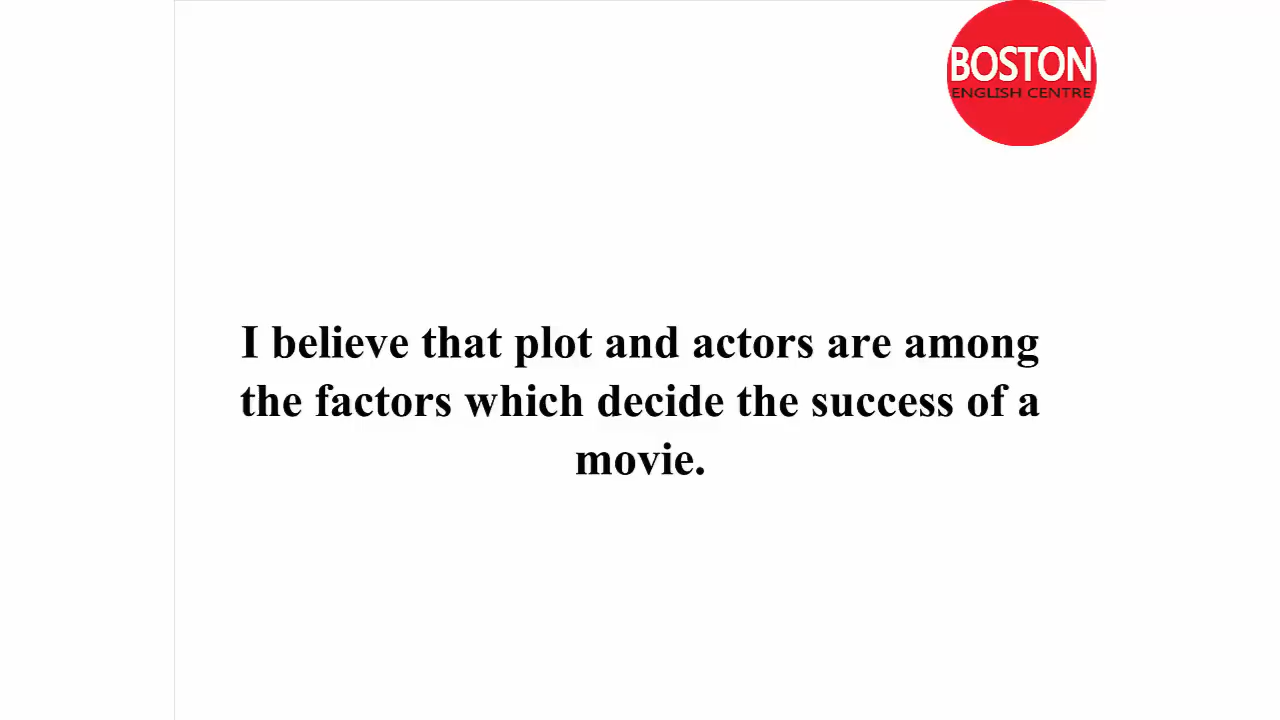 BOSTON
ENGLISH CENTRE
I believe that plot and actors are among
the factors which decide the success of a
movie.